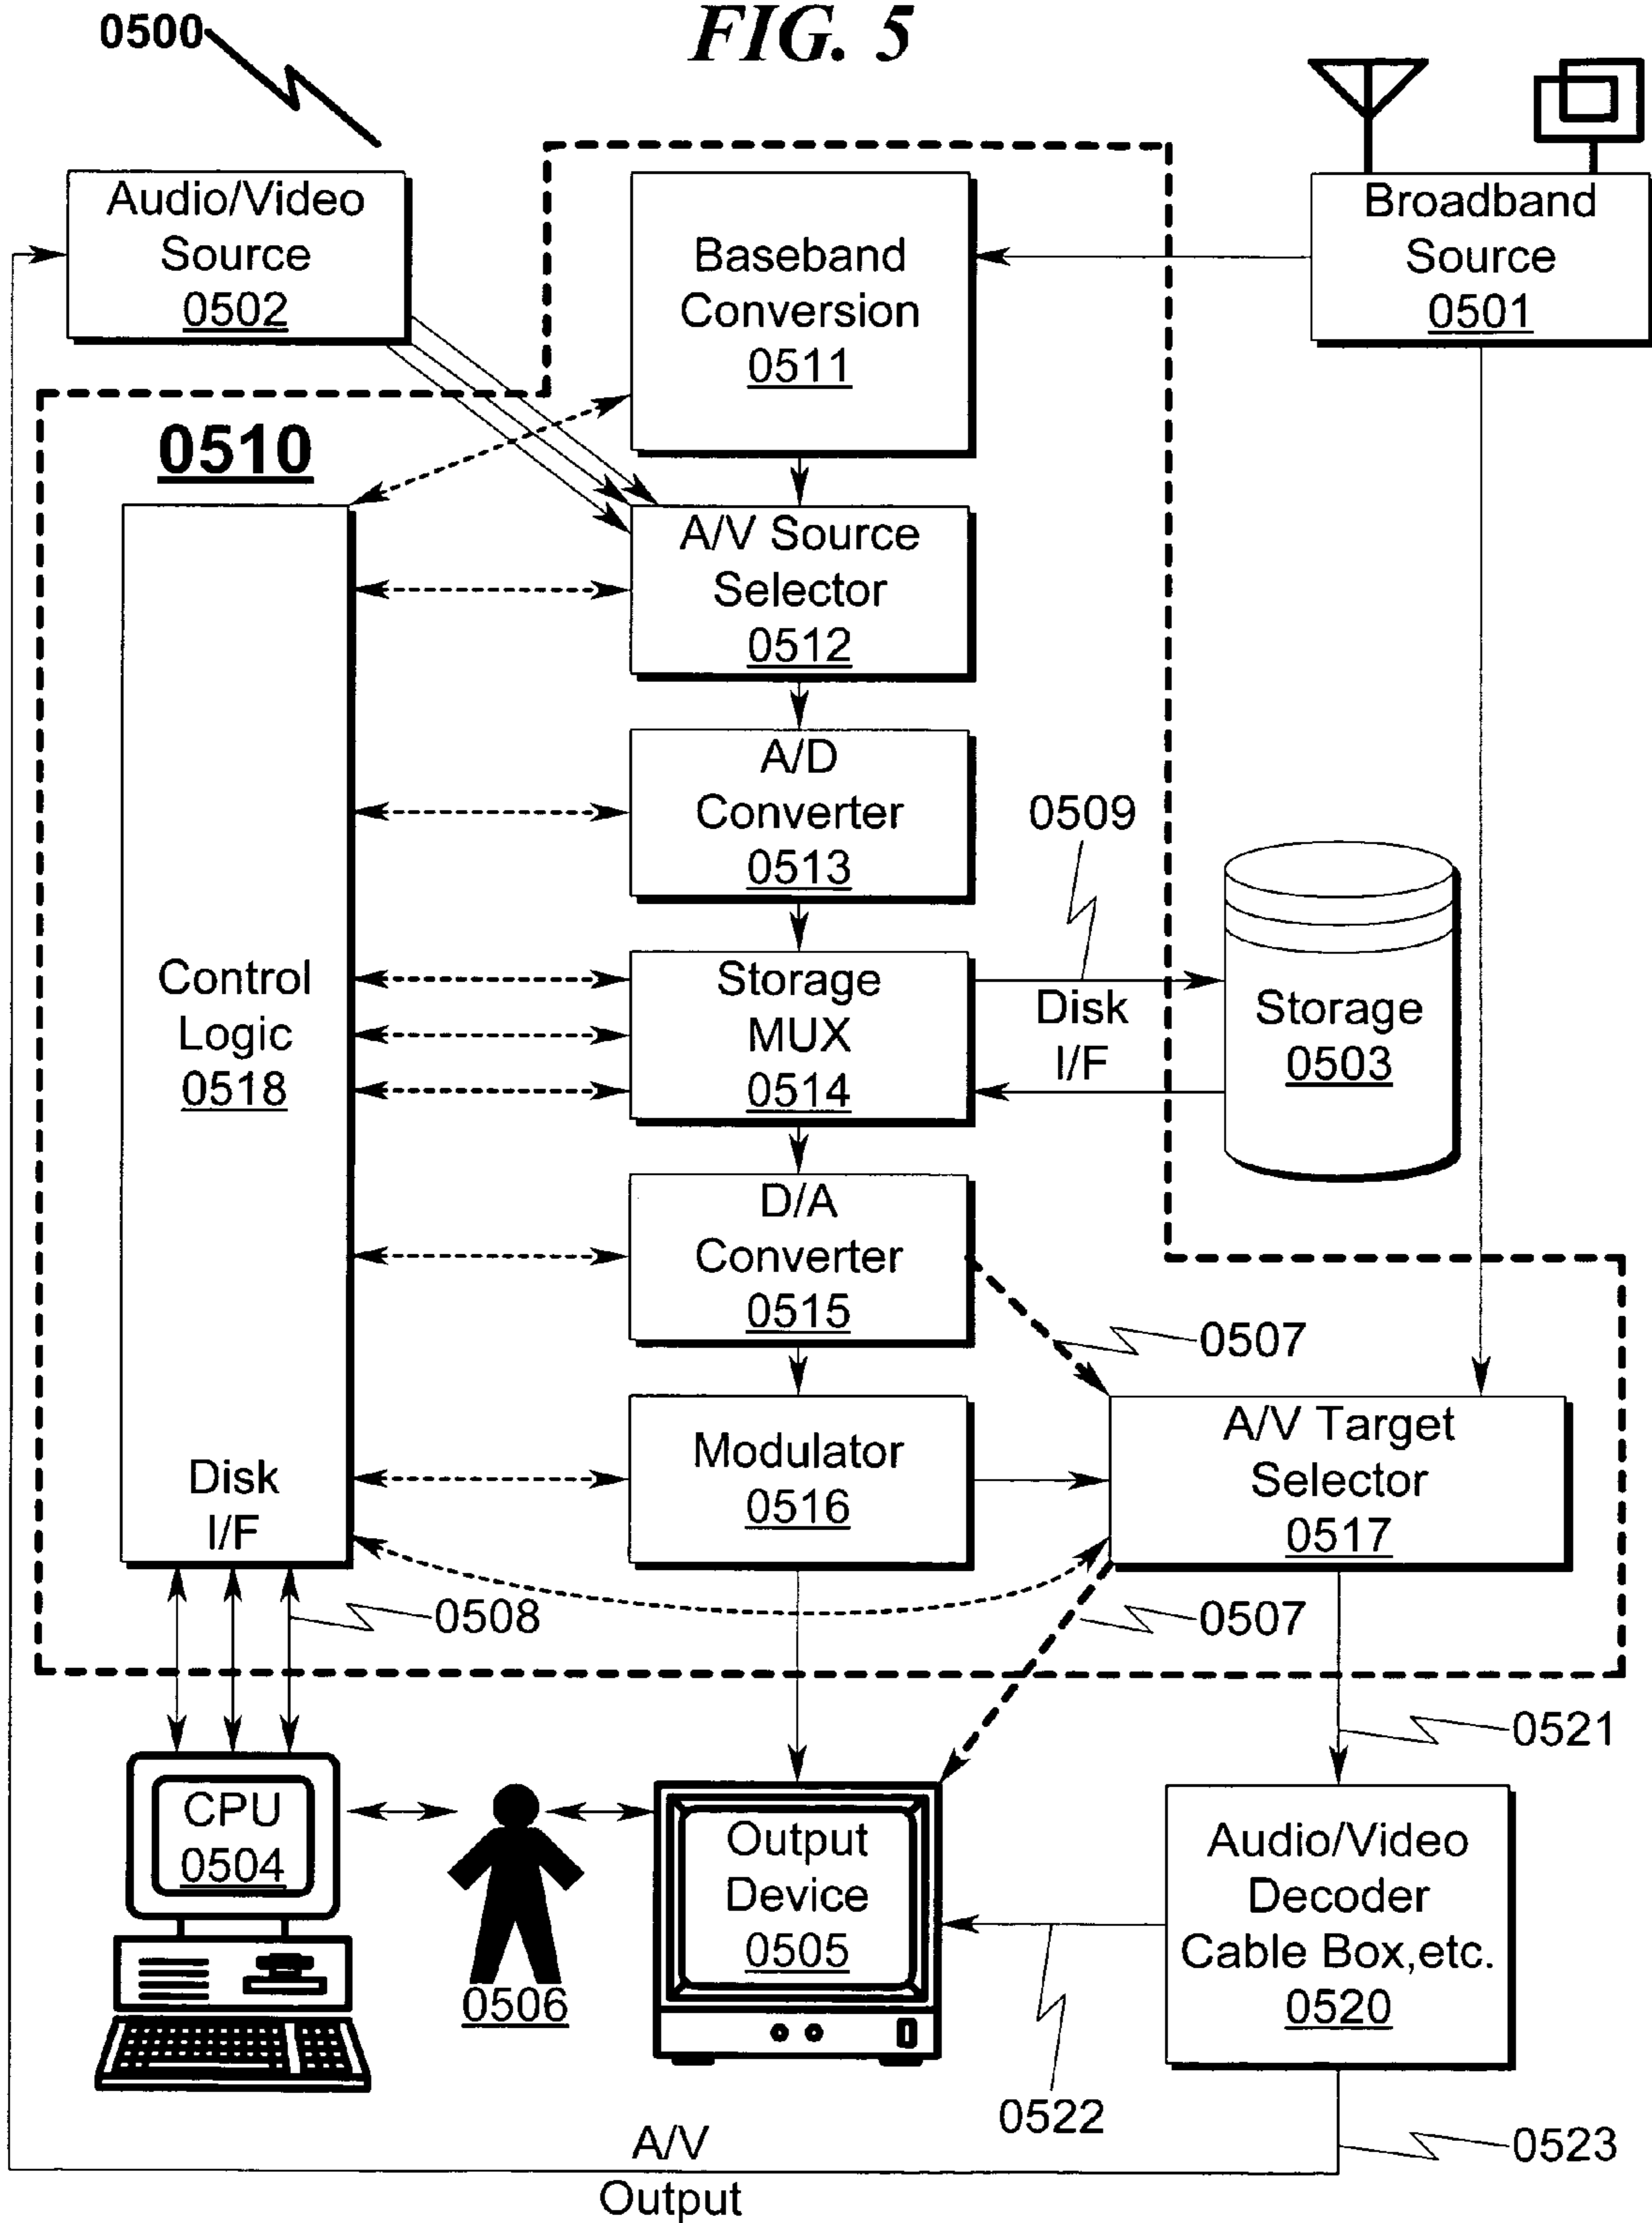 FIG. 5
0500
Audio/Video
Source
0502
Baseband
Conversion
0511
Broadband
Source
0501
0510
A/V Source
Selector
0512
A/D
Converter
0513
0509
Control
Logic
0518
Storage
MUX
0514
Disk
I/F
Storage
0503
D/A
Converter
0515
0507
Disk
I/F
Modulator
0516
A/V Target
Selector
0517
0508
0507
0521
CPU
0504
0506
Output
Device
0505
Audio/Video
Decoder
Cable Box,etc.
0520
0522
0523
A/V
Output